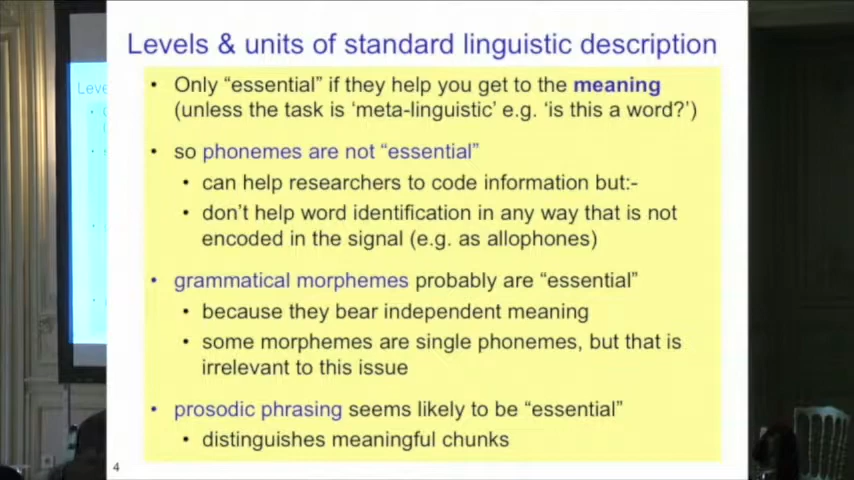 Levels & units of standard linguistic description
• Only “essential” if they help you get to the meaning
(unless the task is ‘meta-linguistic’ e.g. ‘is this a word?’)
• so phonemes are not “essential”
• can help researchers to code information but:-
• don’t help word identification in any way that is not
encoded in the signal (e.g. as allophones)
• grammatical morphemes probably are “essential”
• because they bear independent meaning
• some morphemes are single phonemes, but that is
irrelevant to this issue
• prosodic phrasing seems likely to be “essential”
• distinguishes meaningful chunks
4
Leve